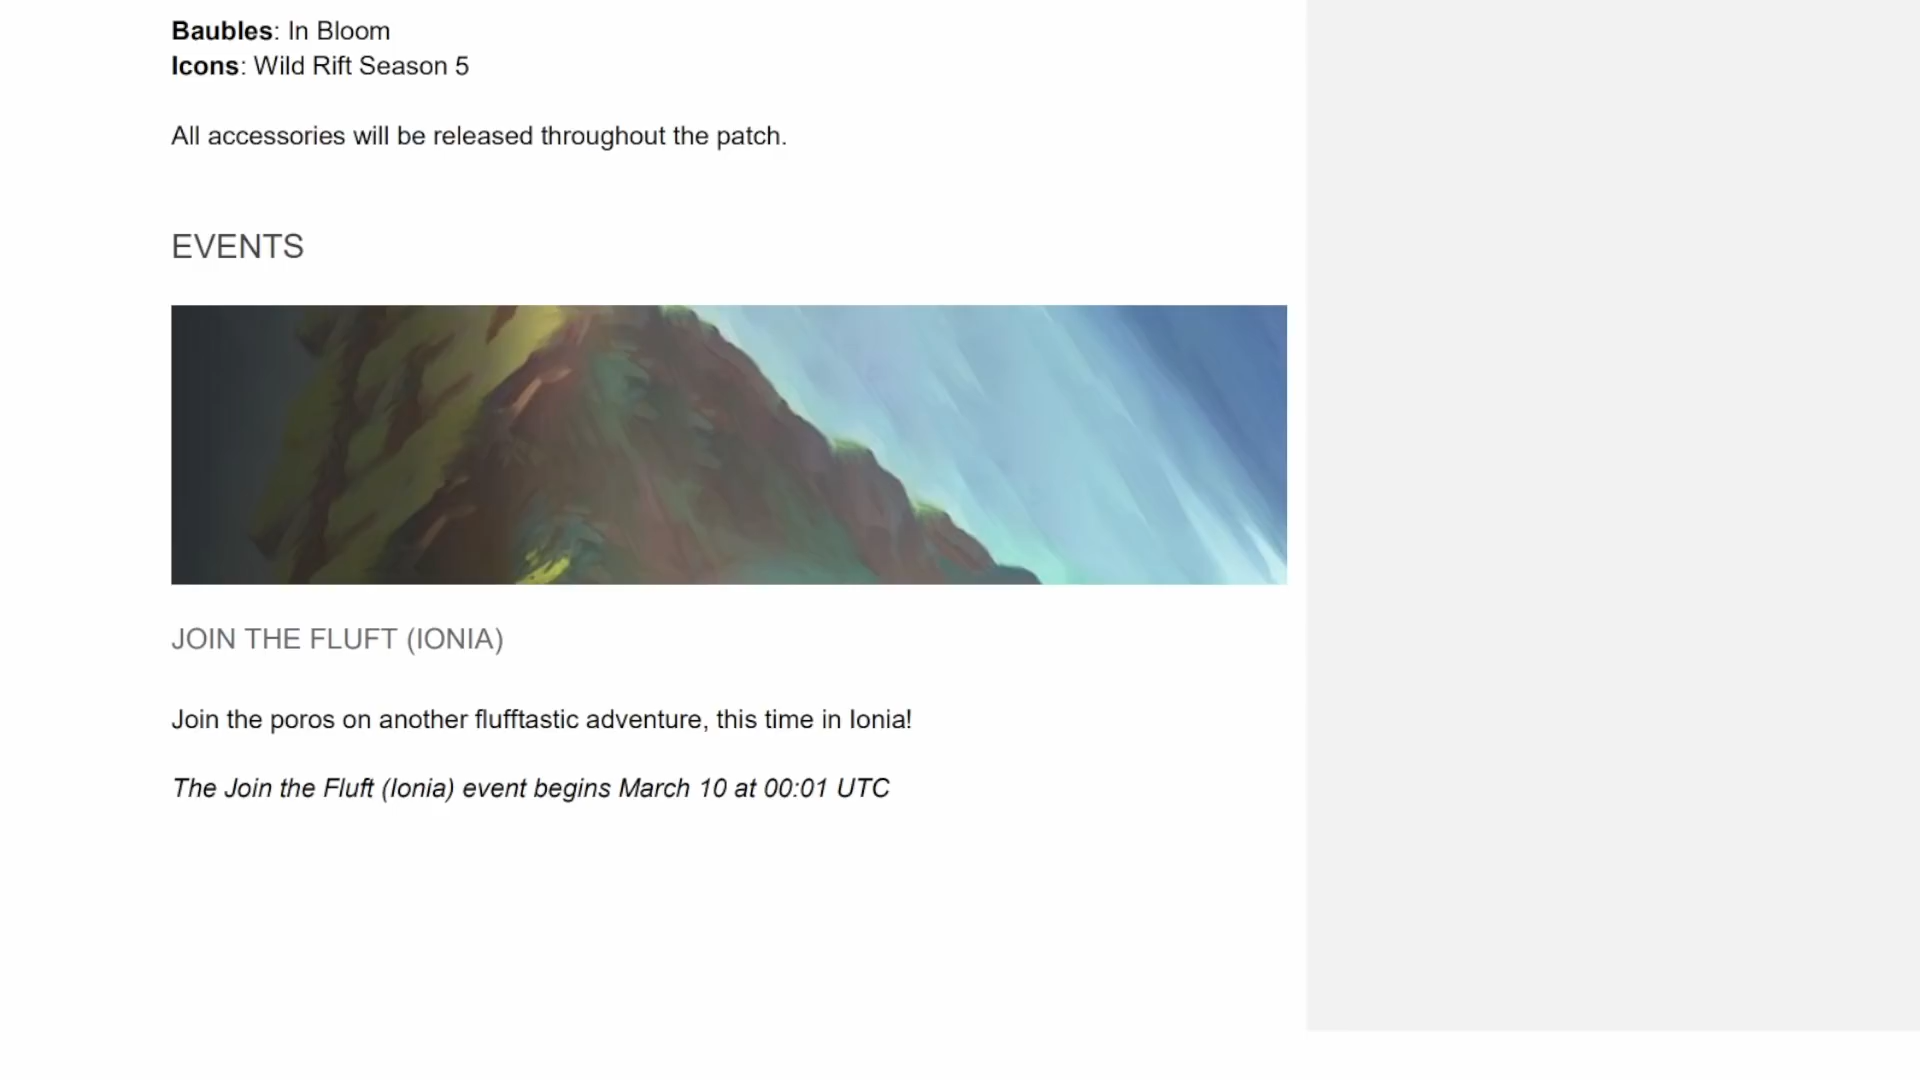 Baubles: In Bloom
Icons: Wild Rift Season 5
All accessories will be released throughout the patch.
EVENTS
JOIN THE FLUFT (IONIA)
Join the poros on another flufftastic adventure, this time in Ionia!
The Join the Fluft (Ionia) event begins March 10 at 00:01 UTC